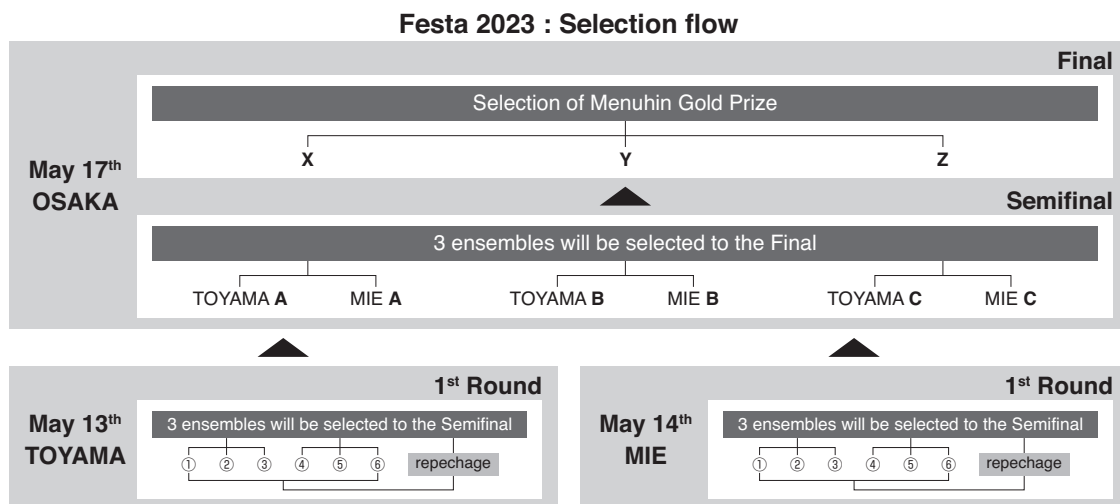 Festa 2023 : Selection flow
Final
Selection of Menuhin Gold Prize
X Y Z
May 17th
OSAKA
Semifinal
3 ensembles will be selected to the Final
TOYAMA A MIE A TOYAMA B MIE B TOYAMA C MIE C
1st Round
May 13th
TOYAMA
3 ensembles will be selected to the Semifinal
① ② ③ ④ ⑤ ⑥ repechage
1st Round
May 14th
MIE
3 ensembles will be selected to the Semifinal
① ② ③ ④ ⑤ ⑥ repechage